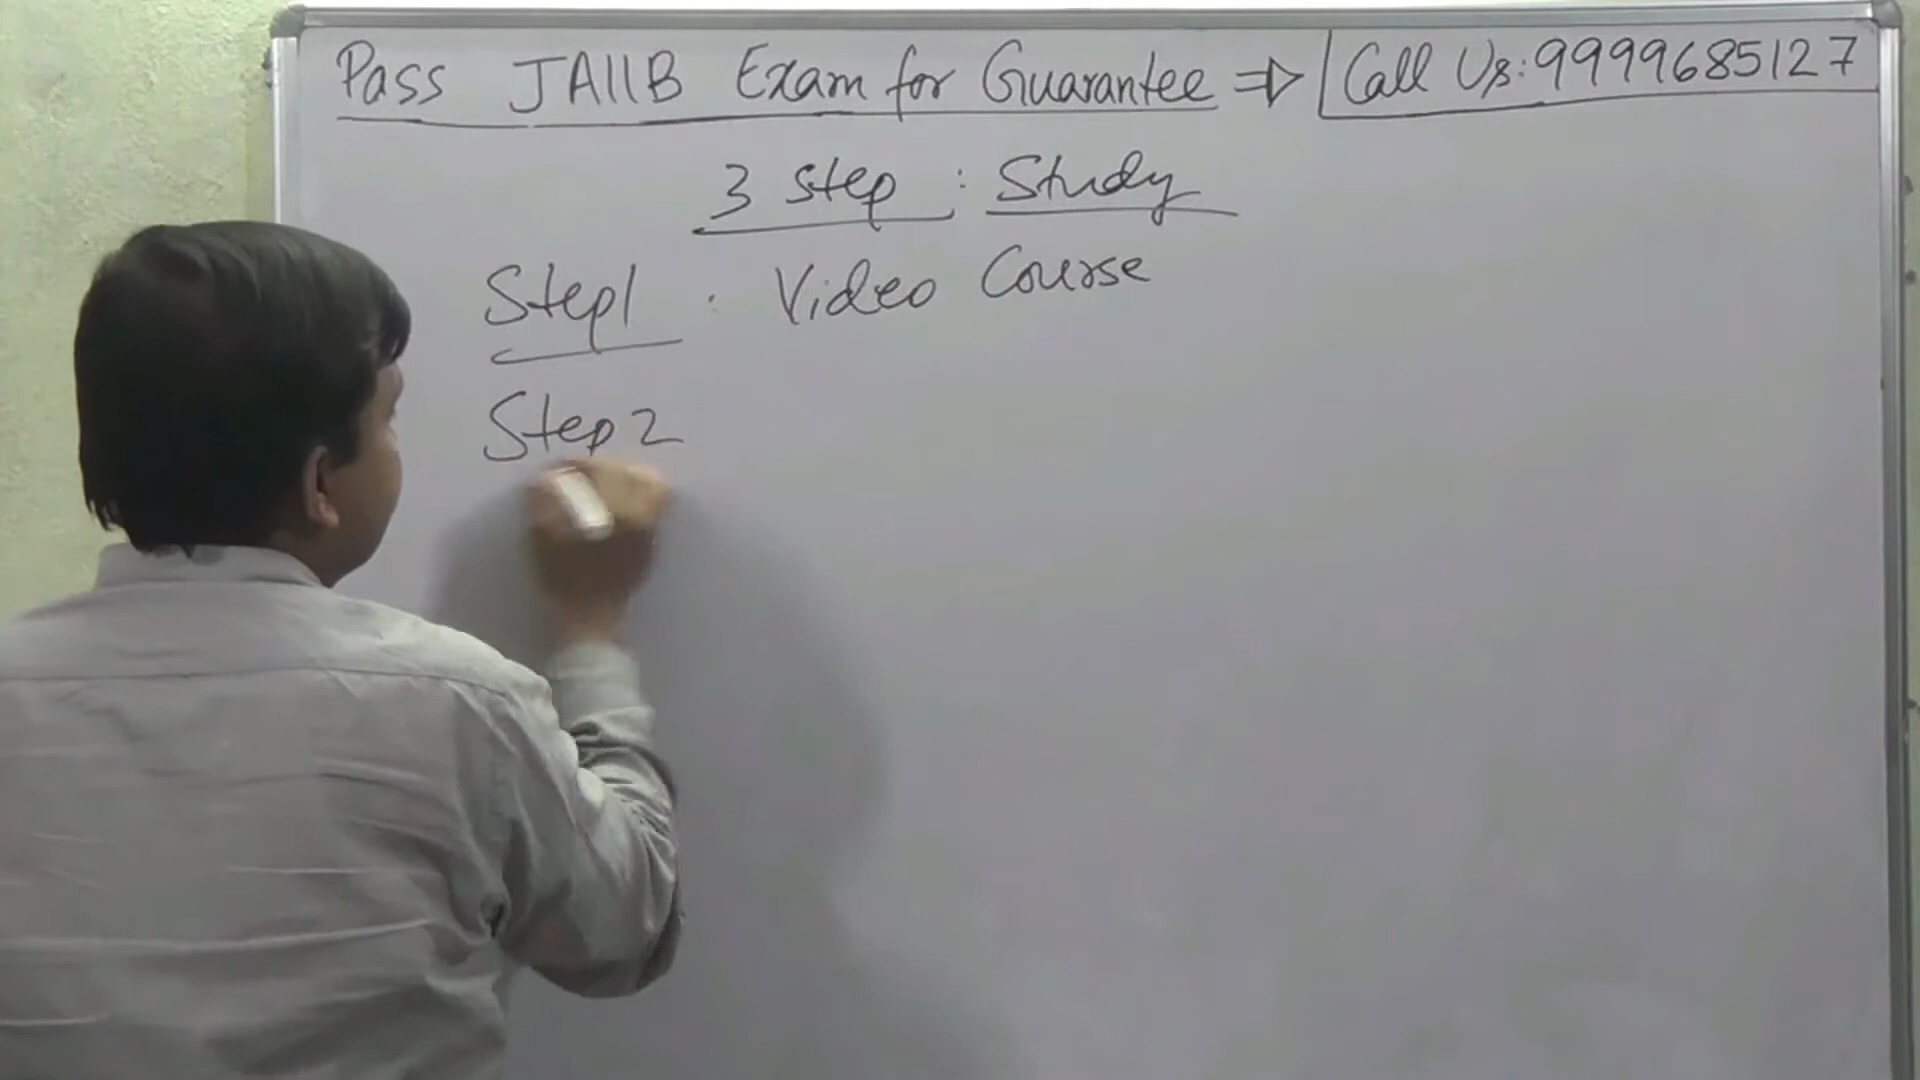 Pass JAIIB Exam for Guarantee ⇒ Call Us: 9999685127
3 step : Study
Step1 : Video Course
Step 2